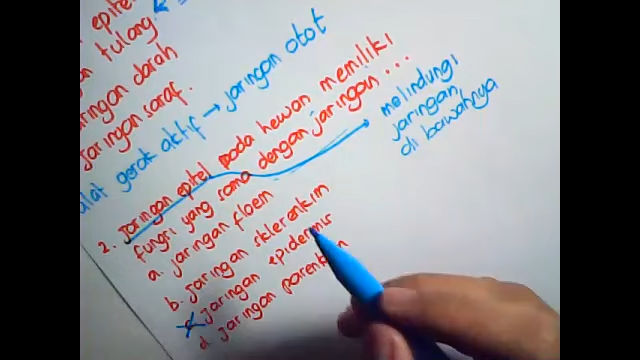 epitel
tulang
jaringan darah
jaringan saraf.
alat gerak aktif → jaringan otot
2. Jaringan epitel pada hewan memiliki
fungsi yang sama dengan jaringan ...
melindungi
jaringan
di bawahnya
a. jaringan floem
b. jaringan sklerenkim
c. jaringan epidermis
d. jaringan parenkim